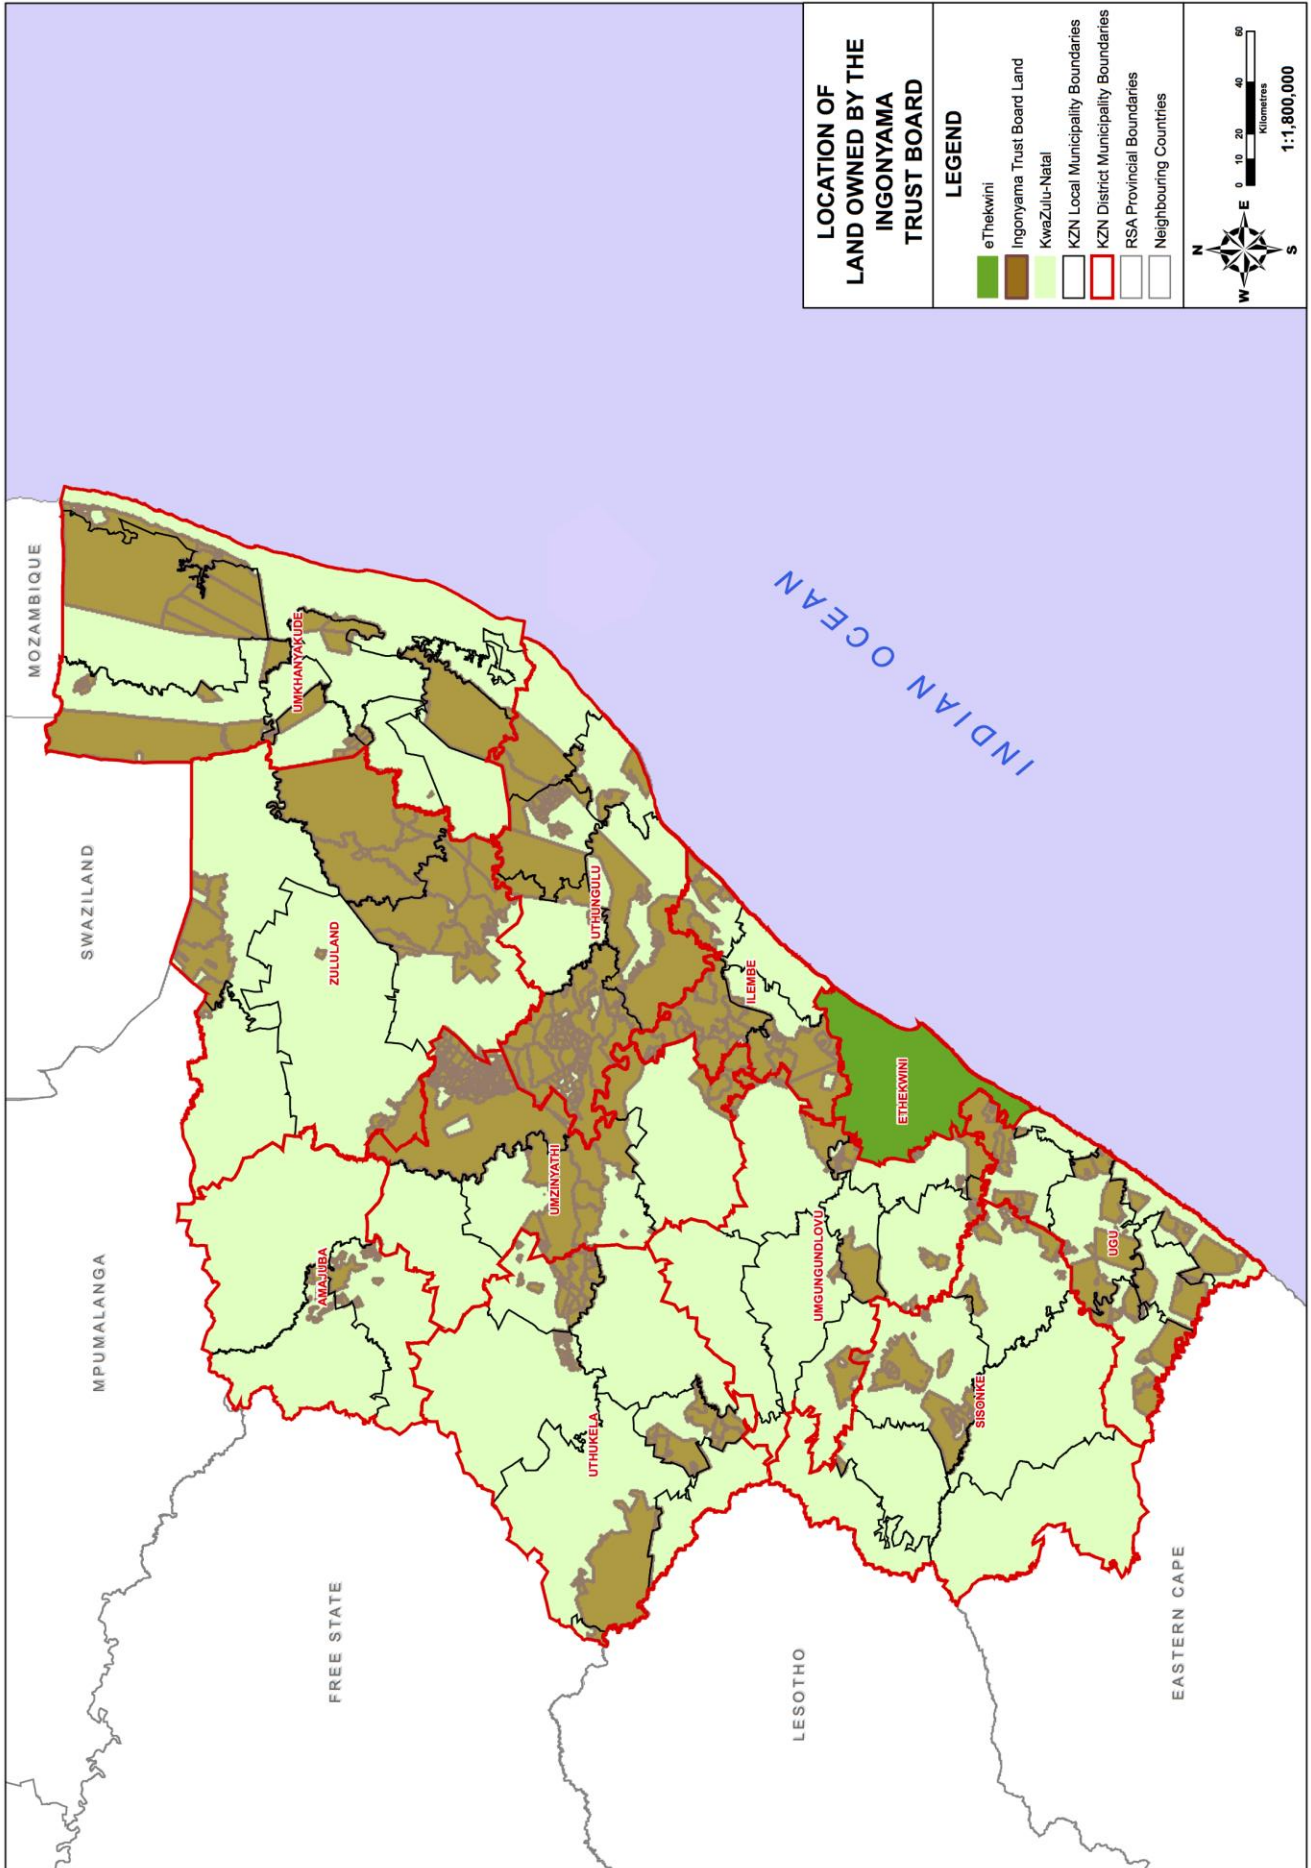 LOCATION OF
LAND OWNED BY THE
INGONYAMA
TRUST BOARD
LEGEND
eThekwini
Ingonyama Trust Board Land
KwaZulu-Natal
KZN Local Municipality Boundaries
KZN District Municipality Boundaries
RSA Provincial Boundaries
Neighbouring Countries
N
W E
S
0 10 20 40 60
Kilometres
1:1,800,000
MOZAMBIQUE
SWAZILAND
MPUMALANGA
FREE STATE
LESOTHO
EASTERN CAPE
INDIAN OCEAN
UMKHANYAKUDE
ZULULAND
UTHUNGULU
AMAJUBA
UMZINYATHI
ILEMBE
UTHUKELA
UMGUNGUNDLOVU
ETHEKWINI
SISONKE
UGU